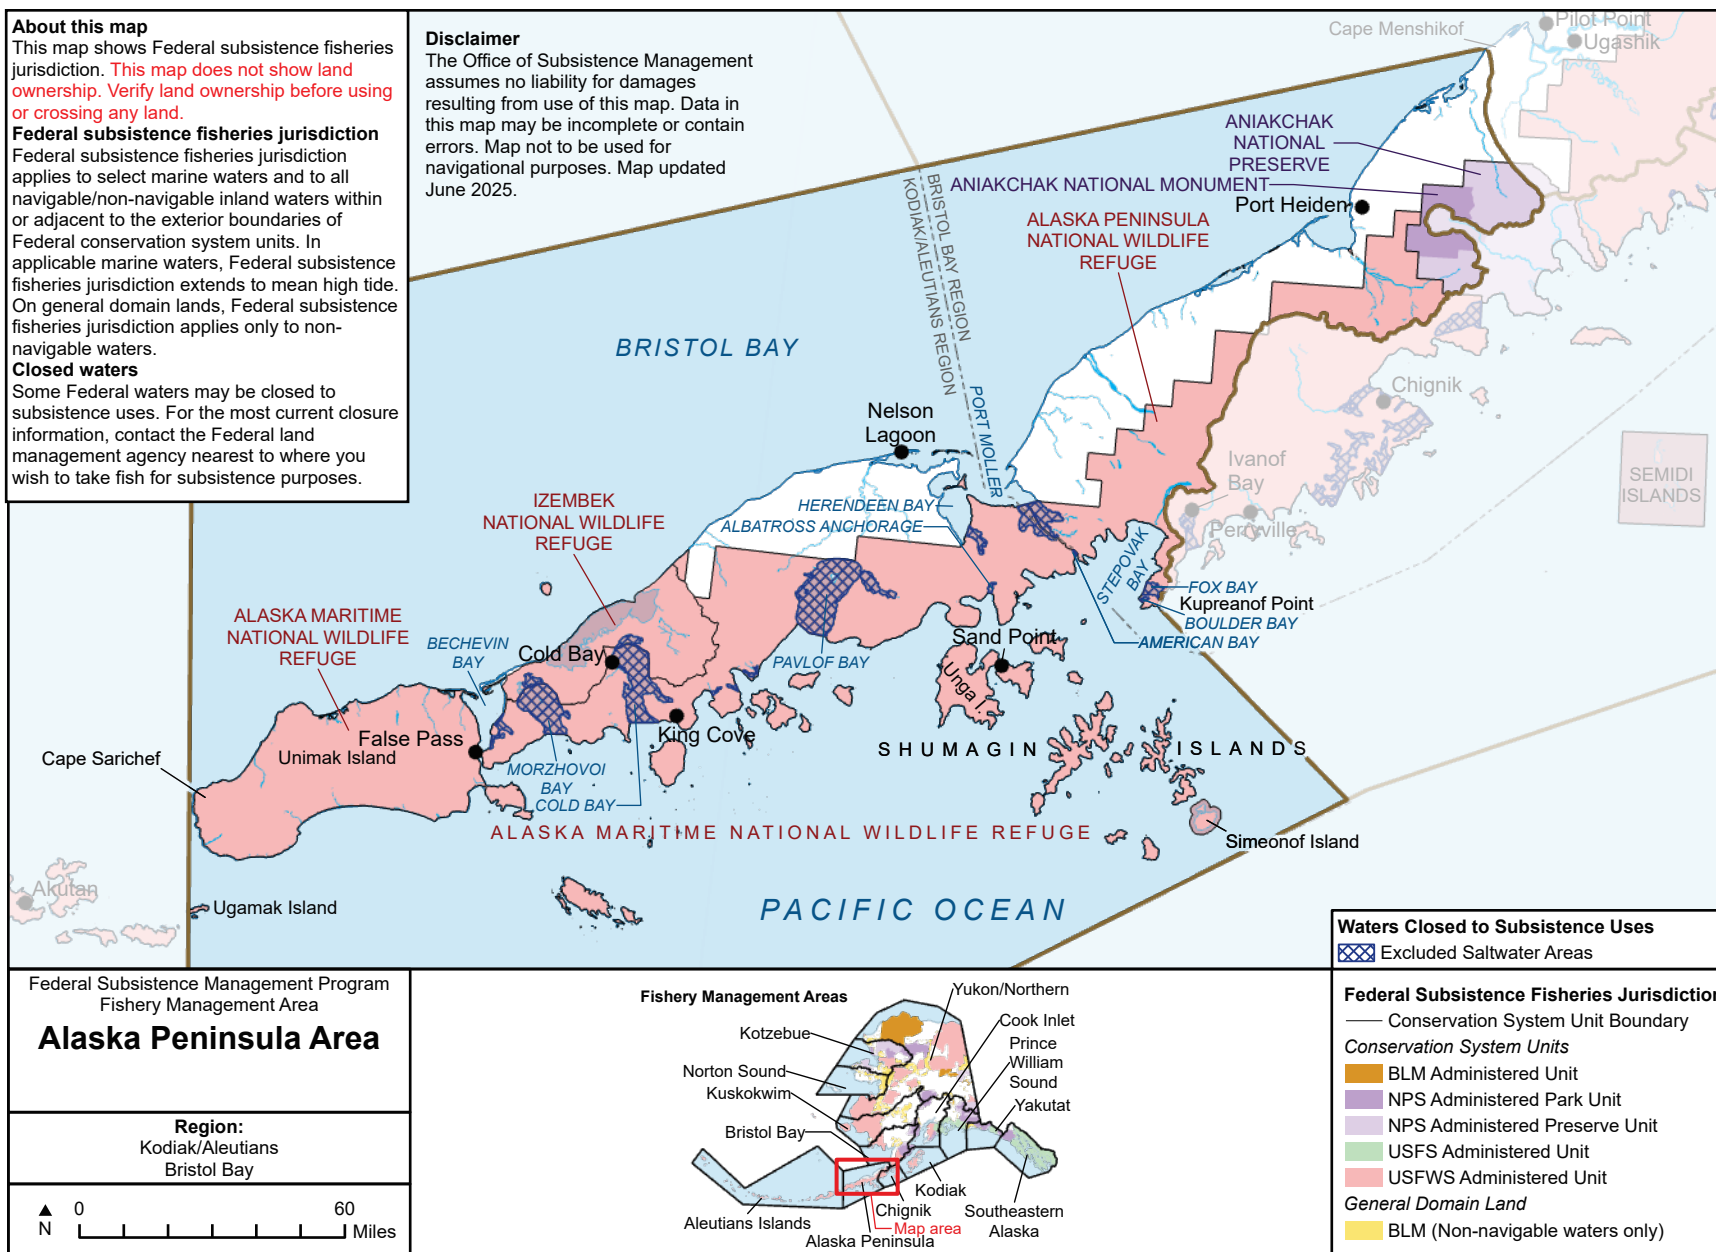 About this map
This map shows Federal subsistence fisheries
jurisdiction. This map does not show land
ownership. Verify land ownership before using
or crossing any land.
Federal subsistence fisheries jurisdiction
Federal subsistence fisheries jurisdiction
applies to select marine waters and to all
navigable/non-navigable inland waters within
or adjacent to the exterior boundaries of
Federal conservation system units. In
applicable marine waters, Federal subsistence
fisheries jurisdiction extends to mean high tide.
On general domain lands, Federal subsistence
fisheries jurisdiction applies only to non-
navigable waters.
Closed waters
Some Federal waters may be closed to
subsistence uses. For the most current closure
information, contact the Federal land
management agency nearest to where you
wish to take fish for subsistence purposes.
Disclaimer
The Office of Subsistence Management
assumes no liability for damages
resulting from use of this map. Data in
this map may be incomplete or contain
errors. Map not to be used for
navigational purposes. Map updated
June 2025.
Cape Menshikof
Pilot Point
Ugashik
ANIAKCHAK
NATIONAL
PRESERVE
ANIAKCHAK NATIONAL MONUMENT
Port Heiden
ALASKA PENINSULA
NATIONAL WILDLIFE
REFUGE
BRISTOL BAY REGION
KODIAK/ALEUTIANS REGION
BRISTOL BAY
PORT MOLLER
Nelson
Lagoon
Chignik
Ivanof
Bay
Perryville
SEMIDI
ISLANDS
HERENDEEN BAY
ALBATROSS ANCHORAGE
STEPOVAK
BAY
FOX BAY
Kupreanof Point
BOULDER BAY
AMERICAN BAY
IZEMBEK
NATIONAL WILDLIFE
REFUGE
ALASKA MARITIME
NATIONAL WILDLIFE
REFUGE
BECHEVIN
BAY
Cold Bay
PAVLOF BAY
Sand Point
Unga I.
False Pass
King Cove
SHUMAGIN ISLANDS
Cape Sarichef
Unimak Island
MORZHOVOI
BAY
COLD BAY
ALASKA MARITIME NATIONAL WILDLIFE REFUGE
Simeonof Island
Akutan
Ugamak Island
PACIFIC OCEAN
Waters Closed to Subsistence Uses
Excluded Saltwater Areas
Federal Subsistence Management Program
Fishery Management Area
Alaska Peninsula Area
Region:
Kodiak/Aleutians
Bristol Bay
N
0 60
Miles
Fishery Management Areas
Yukon/Northern
Kotzebue
Cook Inlet
Prince
William
Sound
Norton Sound
Kuskokwim
Yakutat
Bristol Bay
Kodiak
Chignik
Southeastern
Alaska
Aleutians Islands
Map area
Alaska Peninsula
Federal Subsistence Fisheries Jurisdiction
Conservation System Unit Boundary
Conservation System Units
BLM Administered Unit
NPS Administered Park Unit
NPS Administered Preserve Unit
USFS Administered Unit
USFWS Administered Unit
General Domain Land
BLM (Non-navigable waters only)